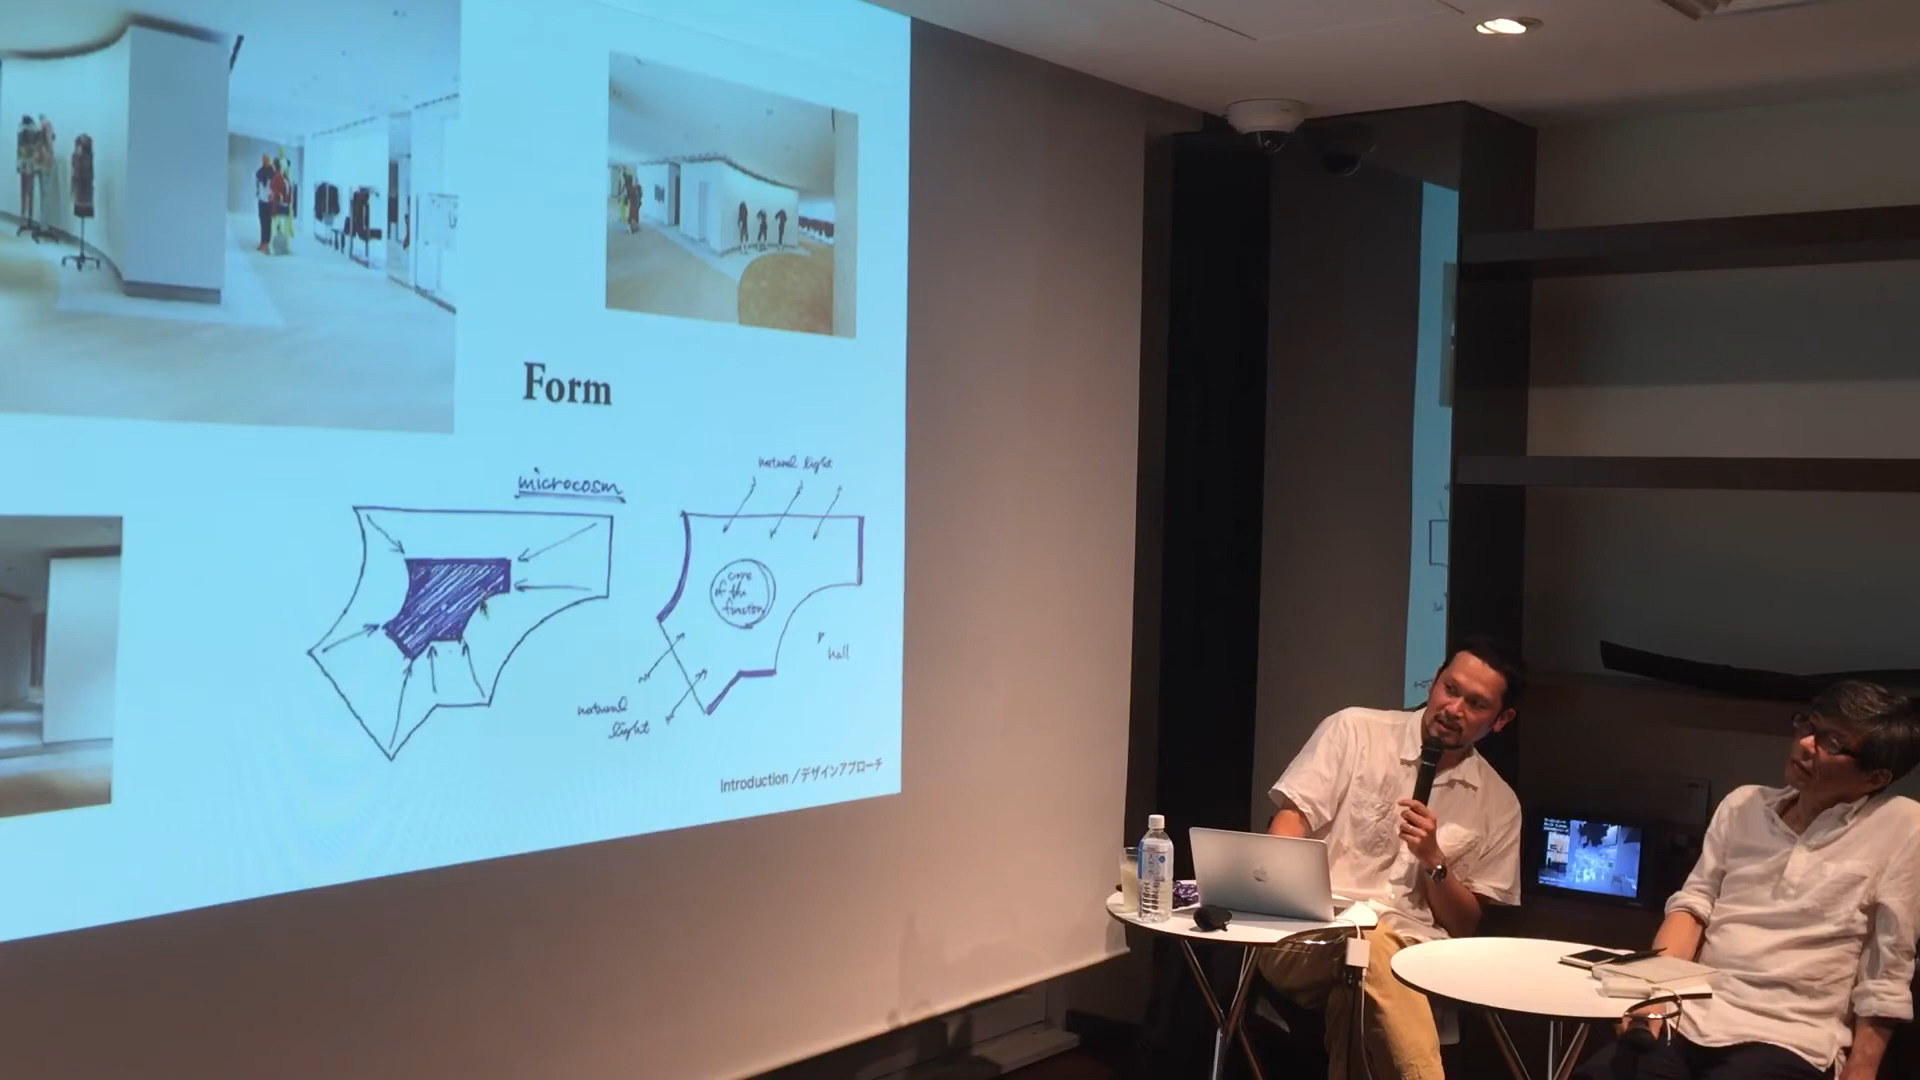 Form
microcosm
natural light
core
of the
function
hall
natural
light
Introduction /デザインアプローチ